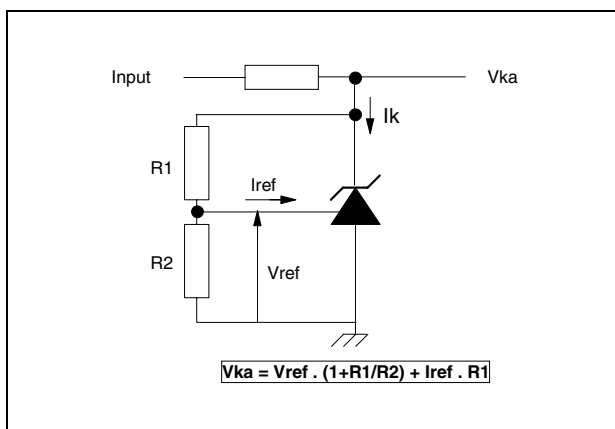 Input
Vka
Ik
R1
Iref
R2
Vref
Vka = Vref . (1+R1/R2) + Iref . R1